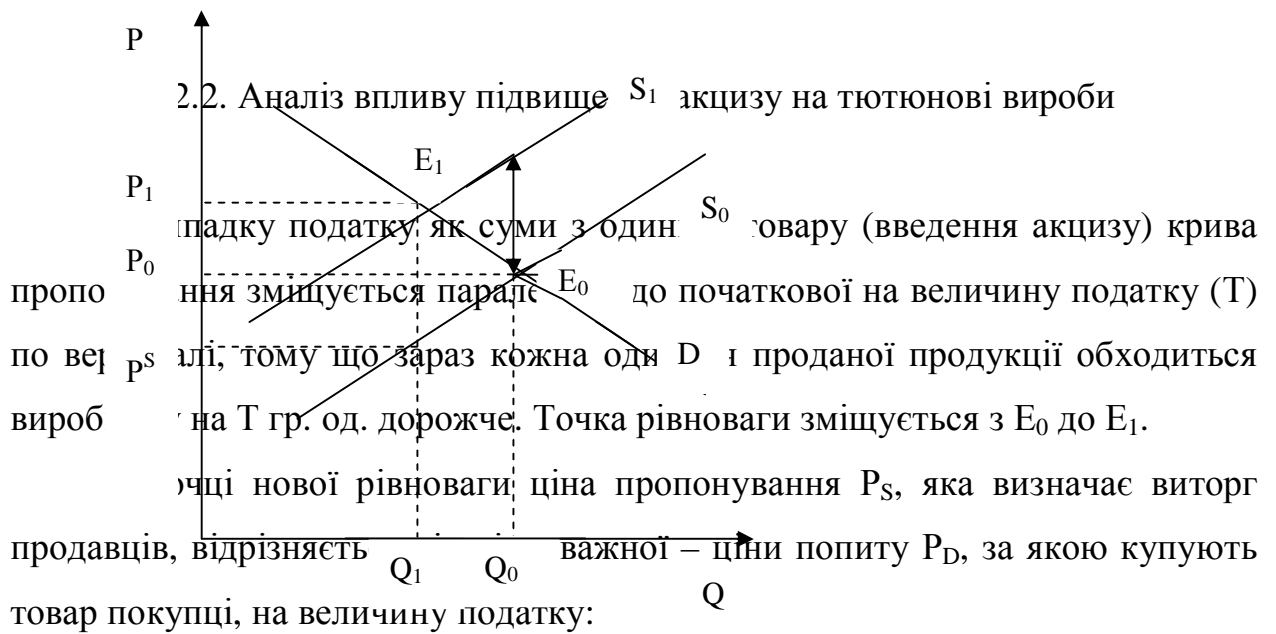 P
2.2. Аналіз впливу підвище S₁ акцизу на тютюнові вироби
E₁
P₁
S₀
падку податку як суми з один овару (введення акцизу) крива
P₀
E₀
пропо ння зміщується парале до початкової на величину податку (Т)
по вер алі, тому що зараз кожна оди D я проданої продукції обходиться
Pˢ
вироб у на Т гр. од. дорожче. Точка рівноваги зміщується з E₀ до E₁.
очці нової рівноваги ціна пропонування P_S, яка визначає виторг
продавців, відрізняєть важної – ціни попиту P_D, за якою купують
Q₁ Q₀
Q
товар покупці, на величину податку: